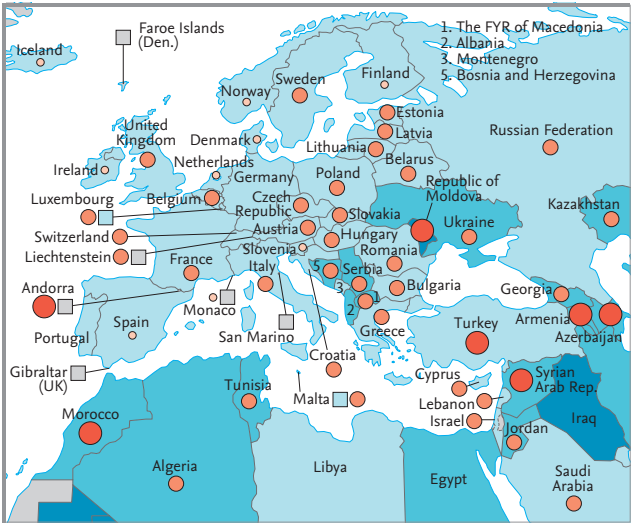 Faroe Islands
(Den.)
1. The FYR of Macedonia
2. Albania
3. Montenegro
5. Bosnia and Herzegovina
Iceland
Finland
Sweden
Norway
Estonia
United
Kingdom
Denmark
Latvia
Russian Federation
Lithuania
Netherlands
Ireland
Belarus
Germany
Poland
Republic of
Moldova
Luxembourg
Belgium
Czech
Republic
Slovakia
Kazakhstan
Ukraine
Switzerland
Austria
Hungary
Liechtenstein
Slovenia
Romania
France
Italy
5
Serbia
Andorra
3
1
Bulgaria
Georgia
Monaco
2
Armenia
Spain
Portugal
San Marino
Greece
Turkey
Azerbaijan
Croatia
Gibraltar
(UK)
Tunisia
Cyprus
Syrian
Arab Rep.
Malta
Lebanon
Morocco
Israel
Iraq
Jordan
Algeria
Libya
Egypt
Saudi
Arabia